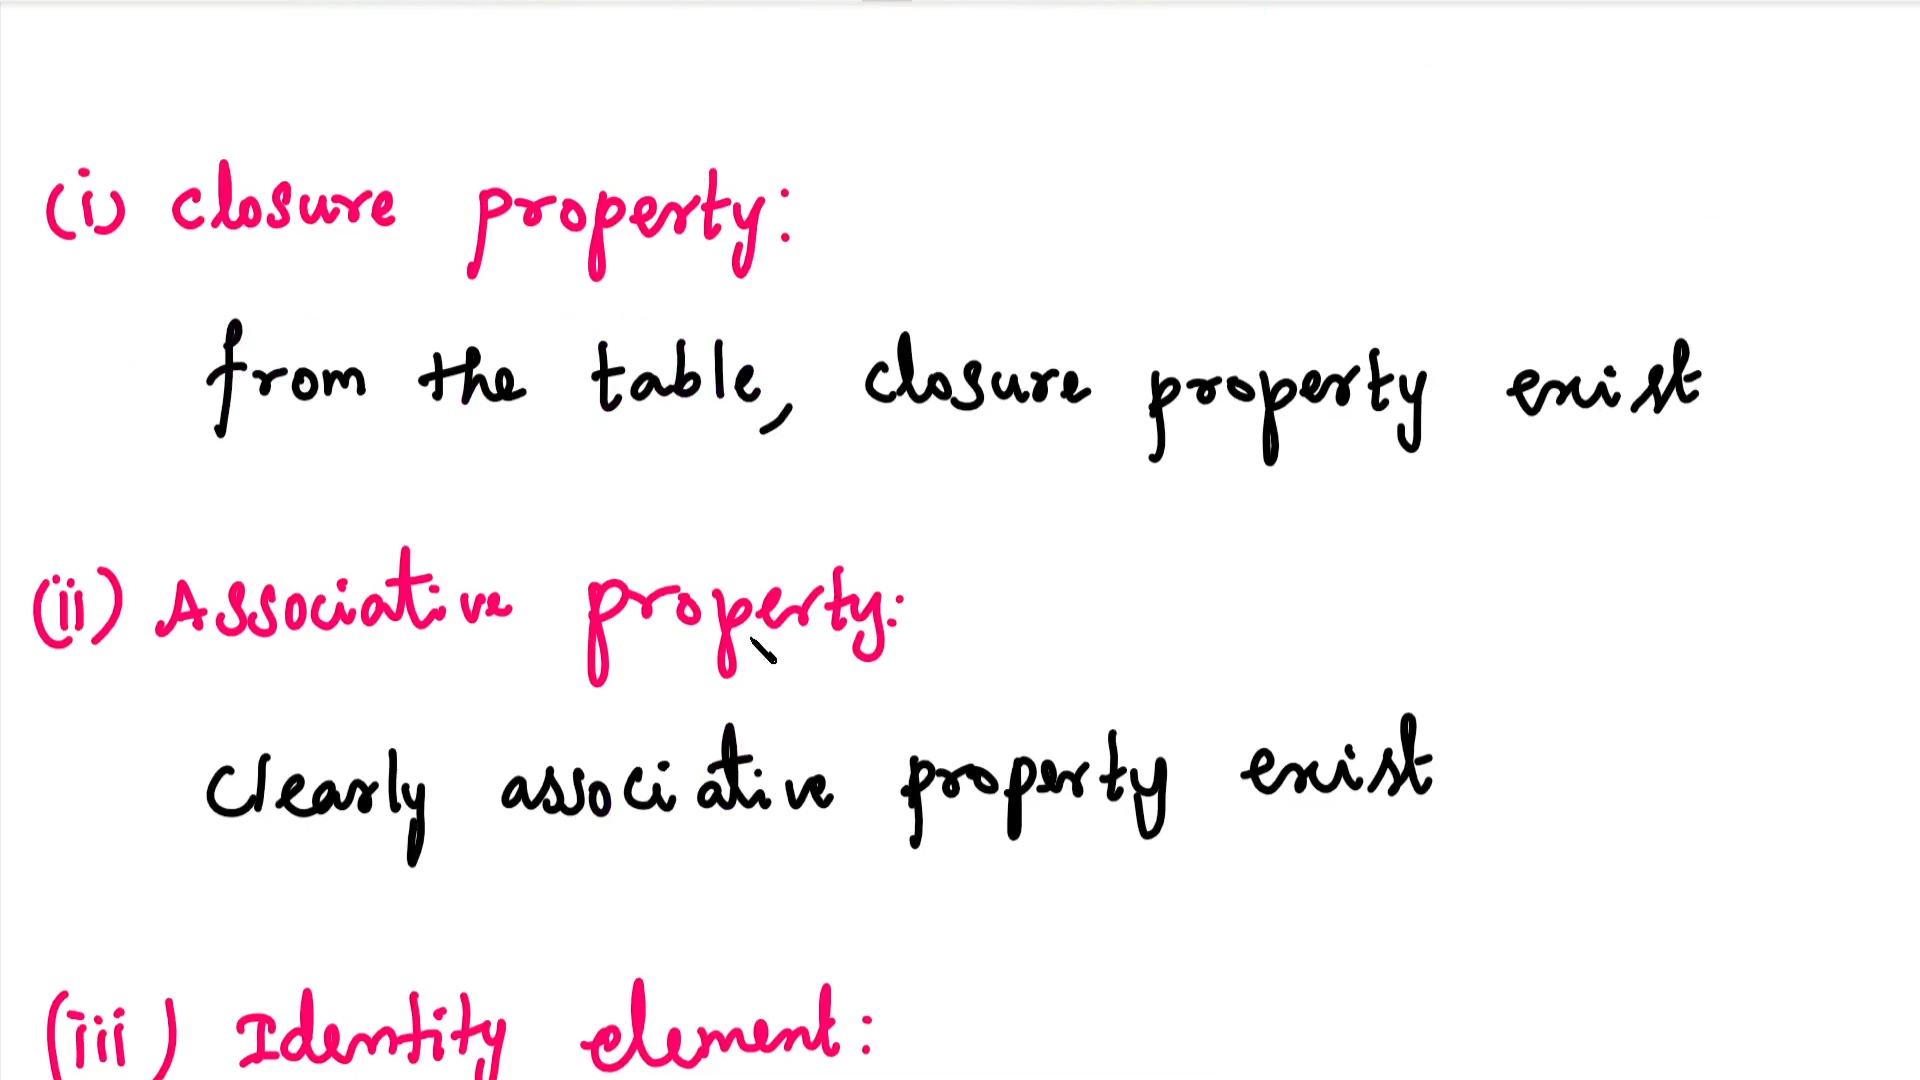 (i) closure property:
from the table, closure property exist
(ii) Associative property:
Clearly associative property exist
(iii) Identity element: